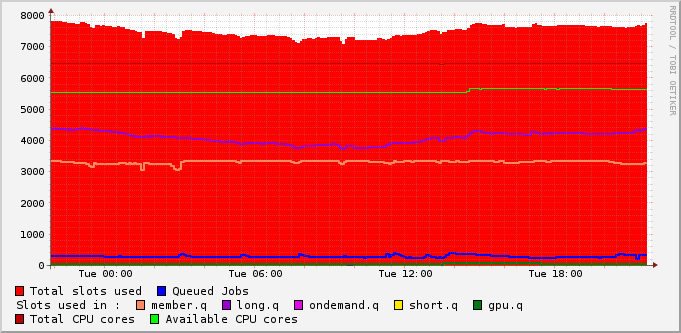 RRDTOOL / TOBI OETIKER
8000
7000
6000
5000
4000
3000
2000
1000
0
Tue 00:00 Tue 06:00 Tue 12:00 Tue 18:00
Total slots used Queued Jobs
Slots used in : member.q long.q ondemand.q short.q gpu.q
Total CPU cores Available CPU cores